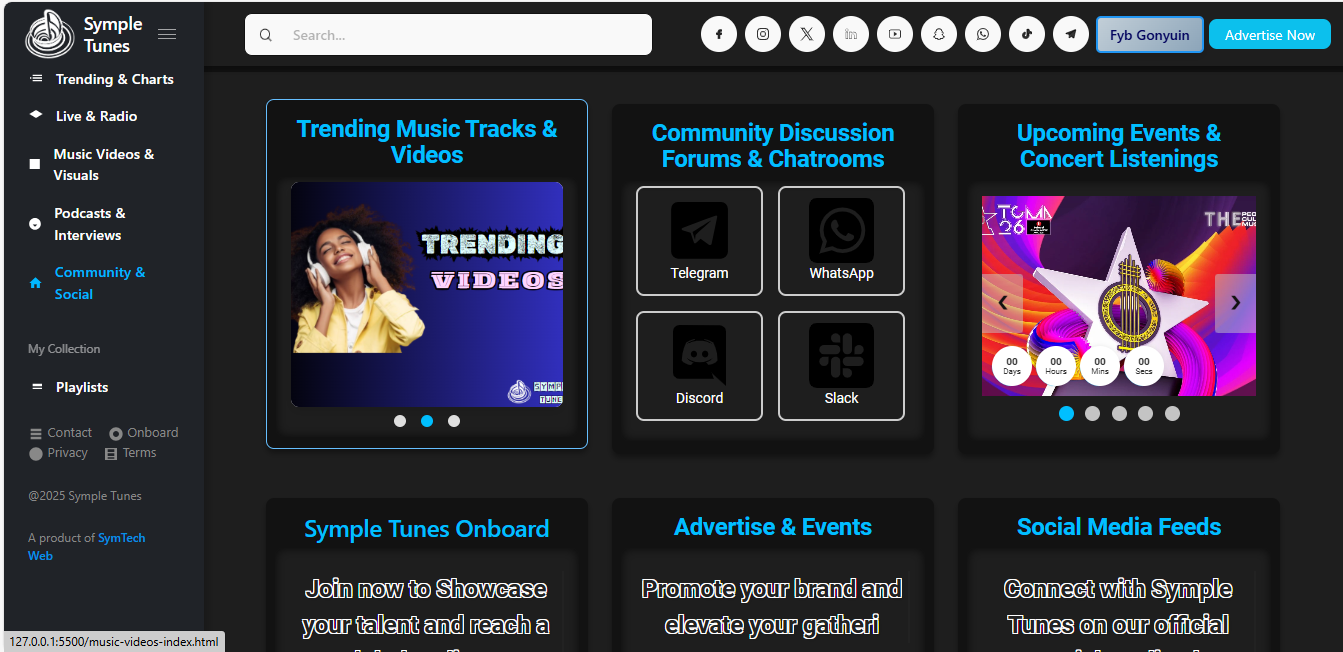 Symple
Tunes
Search...
Fyb Gonyuin
Advertise Now
Trending & Charts
Live & Radio
Music Videos &
Visuals
Podcasts &
Interviews
Community &
Social
My Collection
Playlists
Contact
Onboard
Privacy
Terms
@2025 Symple Tunes
A product of SymTech
Web
127.0.0.1:5500/music-videos-index.html
Trending Music Tracks &
Videos
TRENDING
VIDEOS
SYMP
TUNE
Community Discussion
Forums & Chatrooms
Telegram
WhatsApp
Discord
Slack
Upcoming Events &
Concert Listenings
TCMA
26
THE
00
Days
00
Hours
00
Mins
00
Secs
Symple Tunes Onboard
Join now to Showcase
your talent and reach a
Advertise & Events
Promote your brand and
elevate your gatheri
Social Media Feeds
Connect with Symple
Tunes on our official